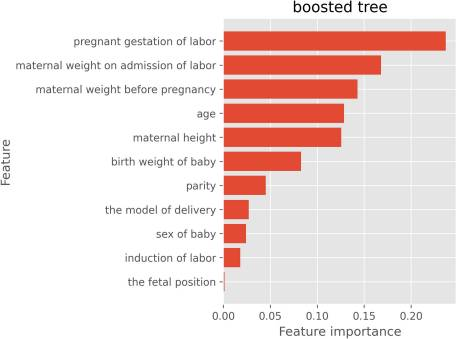 boosted tree
pregnant gestation of labor
maternal weight on admission of labor
maternal weight before pregnancy
age
maternal height
birth weight of baby
parity
the model of delivery
sex of baby
induction of labor
the fetal position
Feature
0.00 0.05 0.10 0.15 0.20
Feature importance